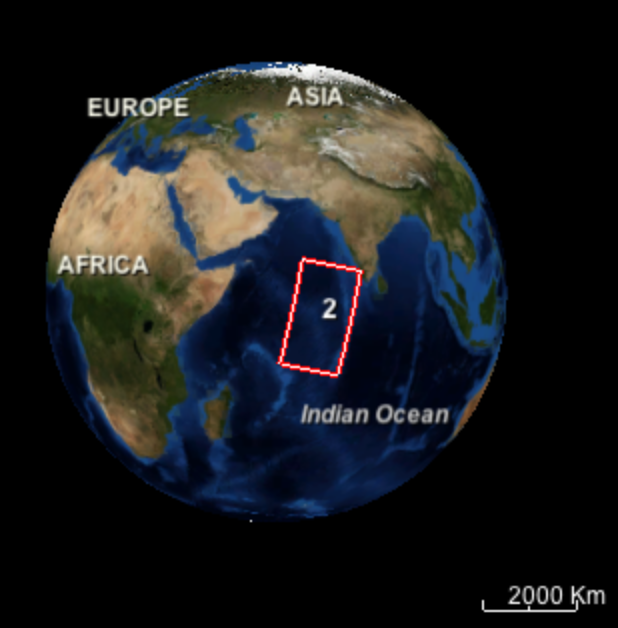 ASIA
EUROPE
AFRICA
2
Indian Ocean
2000 Km